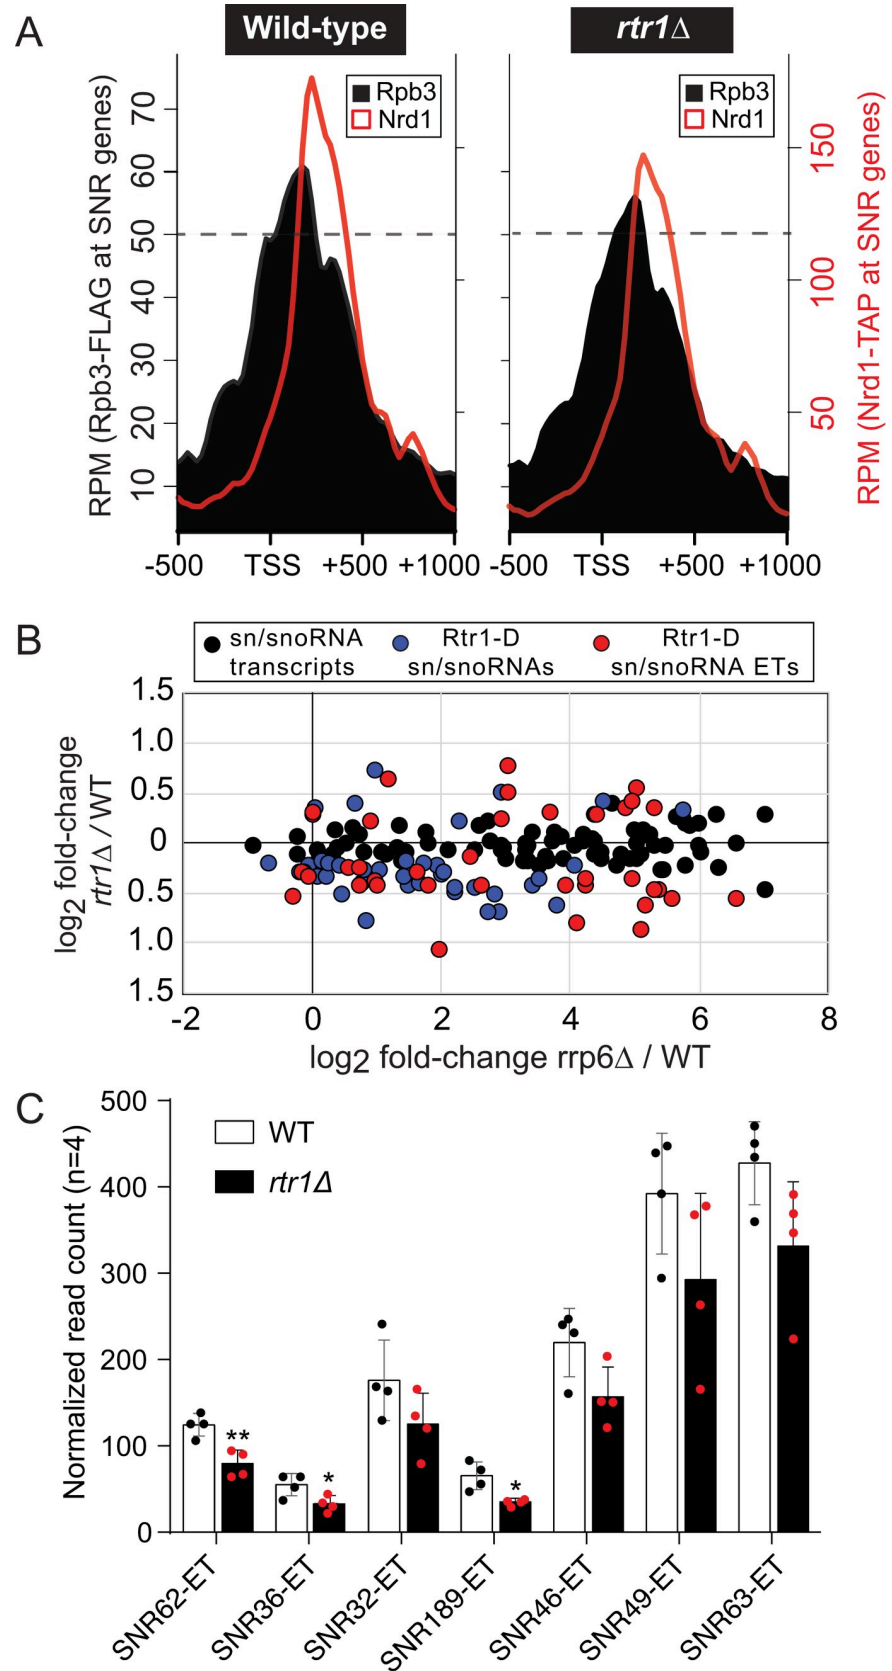 A
Wild-type
rtr1Δ
Rpb3
Nrd1
Rpb3
Nrd1
RPM (Rpb3-FLAG at SNR genes)
70
60
50
40
30
20
10
150
100
50
RPM (Nrd1-TAP at SNR genes)
-500 TSS +500 +1000
-500 TSS +500 +1000
B
sn/snoRNA transcripts
Rtr1-D sn/snoRNAs
Rtr1-D sn/snoRNA ETs
log2 fold-change
rtr1Δ / WT
1.5
1.0
0.5
0
0.5
1.0
1.5
-2 0 2 4 6 8
log2 fold-change rrp6Δ / WT
C
Normalized read count (n=4)
500
400
300
200
100
0
WT
rtr1Δ
**
*
*
SNR62-ET
SNR36-ET
SNR32-ET
SNR189-ET
SNR46-ET
SNR49-ET
SNR63-ET